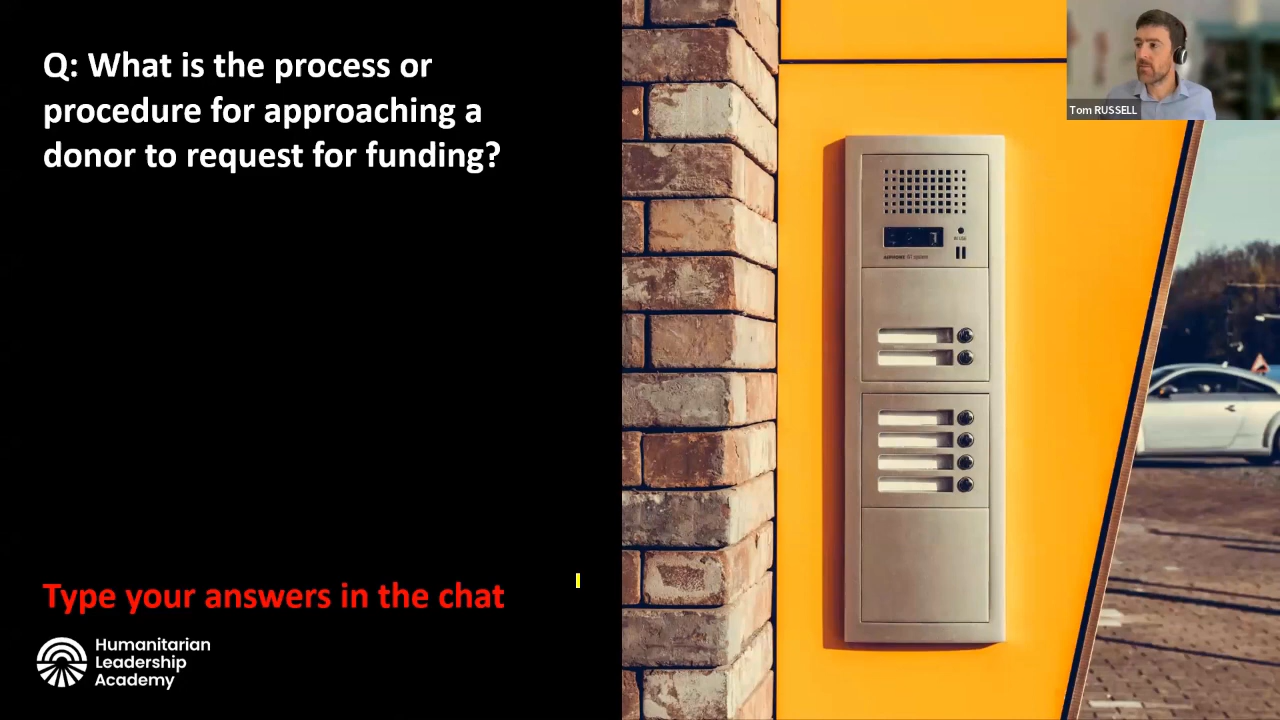 Q: What is the process or
procedure for approaching a
donor to request for funding?
Tom RUSSELL
Type your answers in the chat
Humanitarian
Leadership
Academy